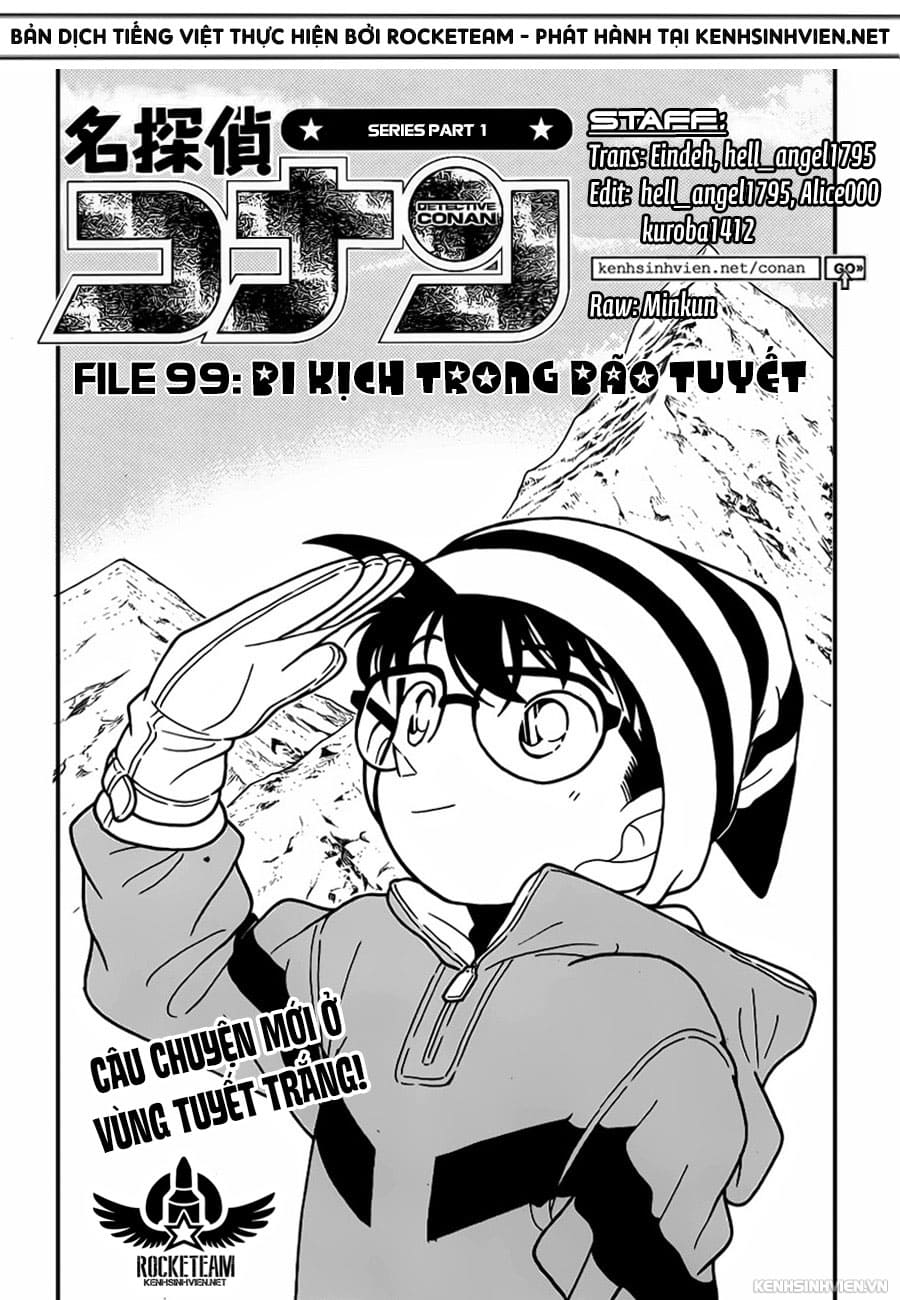 BẢN DỊCH TIẾNG VIỆT THỰC HIỆN BỞI ROCKETEAM - PHÁT HÀNH TẠI KENHSINHVIEN.NET
名探偵
SERIES PART 1
コナン
DETECTIVE
CONAN
STAFF:
Trans: Eindeh, hell_angel1795
Edit: hell_angel1795, Alice000
kuroba1412
kenhsinhvien.net/conan GO»
Raw: Minkun
FILE 99: BI KỊCH TRONG BÃO TUYẾT
CÂU CHUYỆN MỚI Ở
VÙNG TUYẾT TRẮNG!
ROCKETEAM
KENHSINHVIEN.NET
KENHSINHVIEN.VN